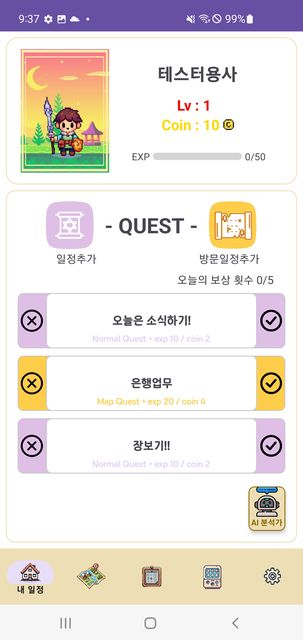 9:37
99%
테스터용사
Lv : 1
Coin : 10
EXP 0/50
- QUEST -
일정추가
방문일정추가
오늘의 보상 횟수 0/5
오늘은 소식하기!
Normal Quest - exp 10 / coin 2
은행업무
Map Quest - exp 20 / coin 4
장보기!!
Normal Quest - exp 10 / coin 2
AI 분석가
내 일정